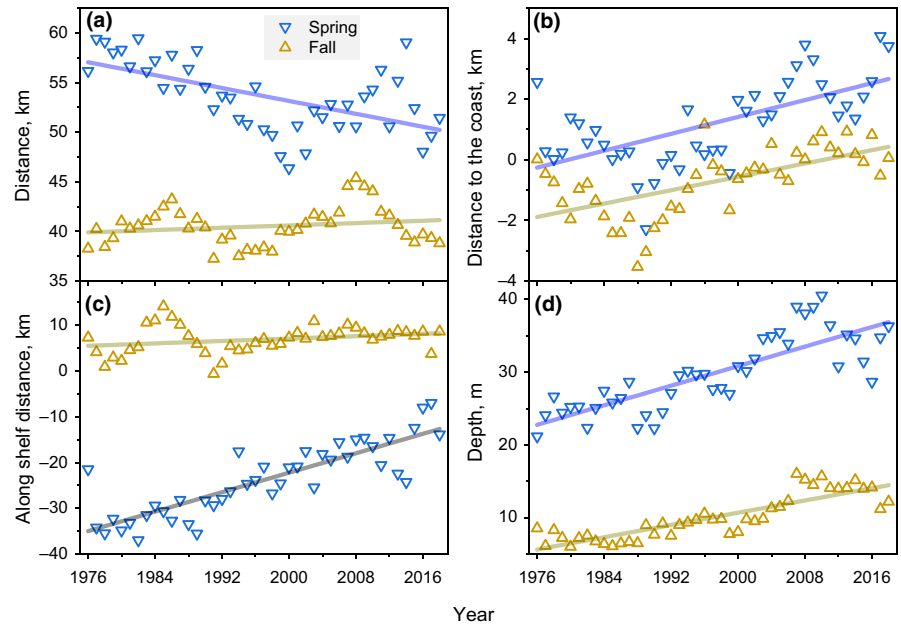 (a)
Spring
Fall
Distance, km
60
55
50
45
40
35
(b)
Distance to the coast, km
4
2
0
–2
–4
(c)
Along shelf distance, km
10
0
–10
–20
–30
–40
1976 1984 1992 2000 2008 2016
(d)
Depth, m
40
30
20
10
1976 1984 1992 2000 2008 2016
Year